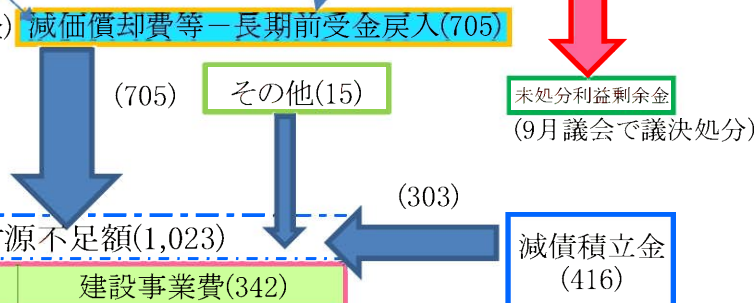 減価償却費等－長期前受金戻入(705)
(705)
その他(15)
未処分利益剰余金
(9月議会で議決処分)
(303)
源不足額(1,023)
減債積立金
(416)
建設事業費(342)